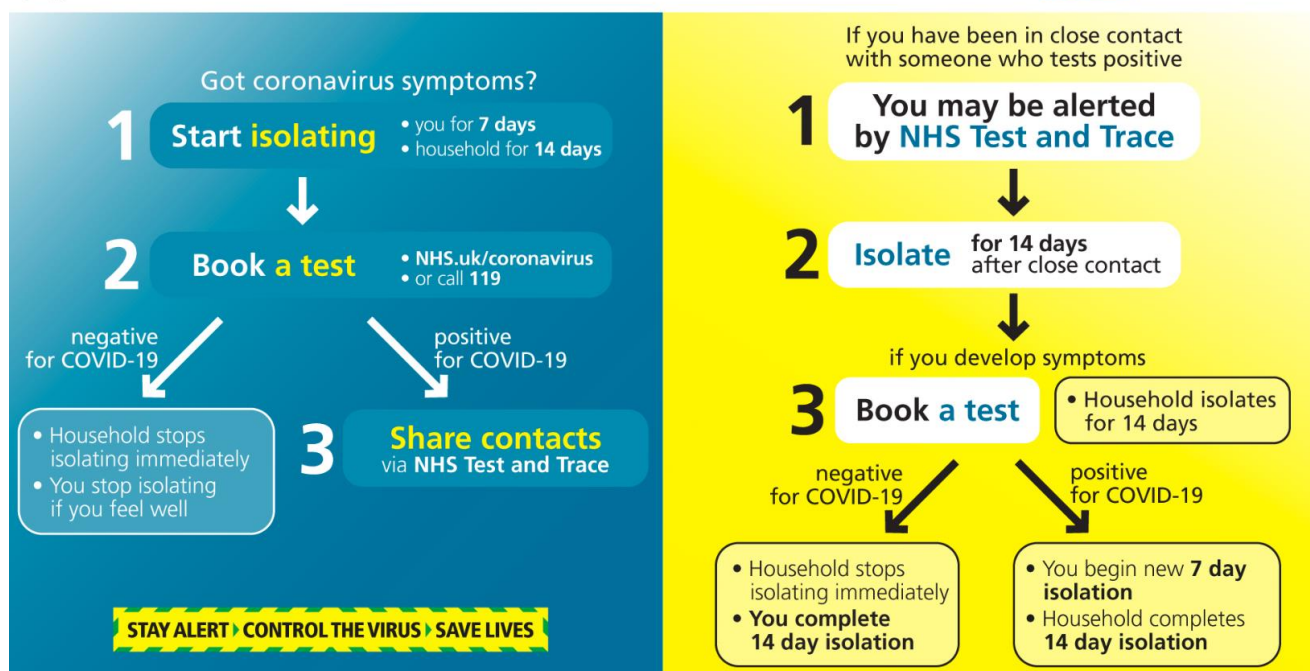 Got coronavirus symptoms?
1
Start isolating
• you for 7 days
• household for 14 days
2
Book a test
• NHS.uk/coronavirus
• or call 119
negative
for COVID-19
positive
for COVID-19
• Household stops
isolating immediately
• You stop isolating
if you feel well
3
Share contacts
via NHS Test and Trace
STAY ALERT CONTROL THE VIRUS SAVE LIVES
If you have been in close contact
with someone who tests positive
1
You may be alerted
by NHS Test and Trace
2
Isolate
for 14 days
after close contact
if you develop symptoms
3
Book a test
• Household isolates
for 14 days
negative
for COVID-19
positive
for COVID-19
• Household stops
isolating immediately
• You complete
14 day isolation
• You begin new 7 day
isolation
• Household completes
14 day isolation